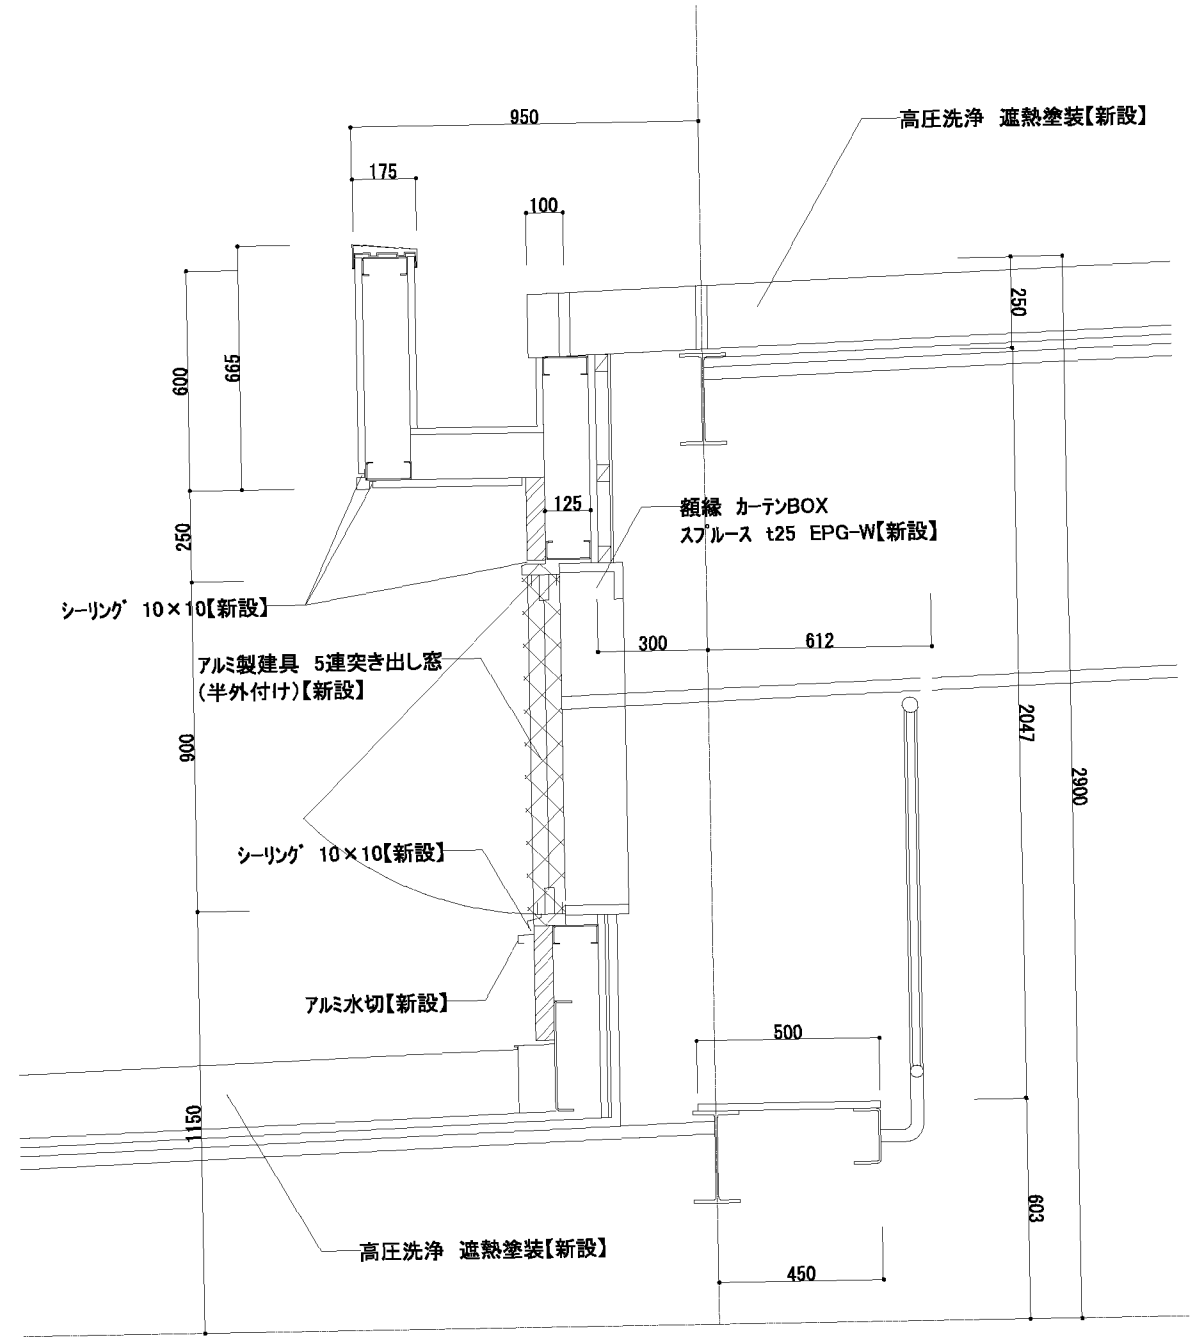 950
高圧洗浄 遮熱塗装【新設】
175
100
250
665
600
額縁 カーテンBOX
スプルース t25 EPG-W【新設】
125
250
シーリング 10×10【新設】
300
612
アルミ製建具 5連突き出し窓
(半外付け)【新設】
2047
900
2900
シーリング 10×10【新設】
アルミ水切【新設】
500
1150
603
高圧洗浄 遮熱塗装【新設】
450